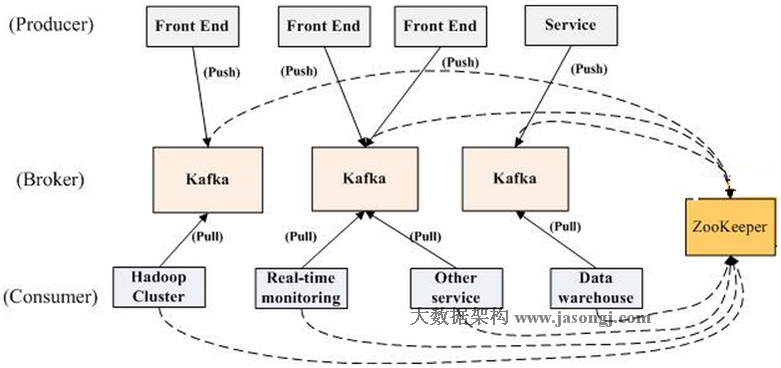 (Producer)
Front End
Front End
Front End
Service
(Push)
(Push)
(Push)
(Push)
(Broker)
Kafka
Kafka
Kafka
ZooKeeper
(Pull)
(Pull)
(Pull)
(Pull)
(Consumer)
Hadoop
Cluster
Real-time
monitoring
Other
service
Data
warehouse
大数据架构 www.jasongj.com